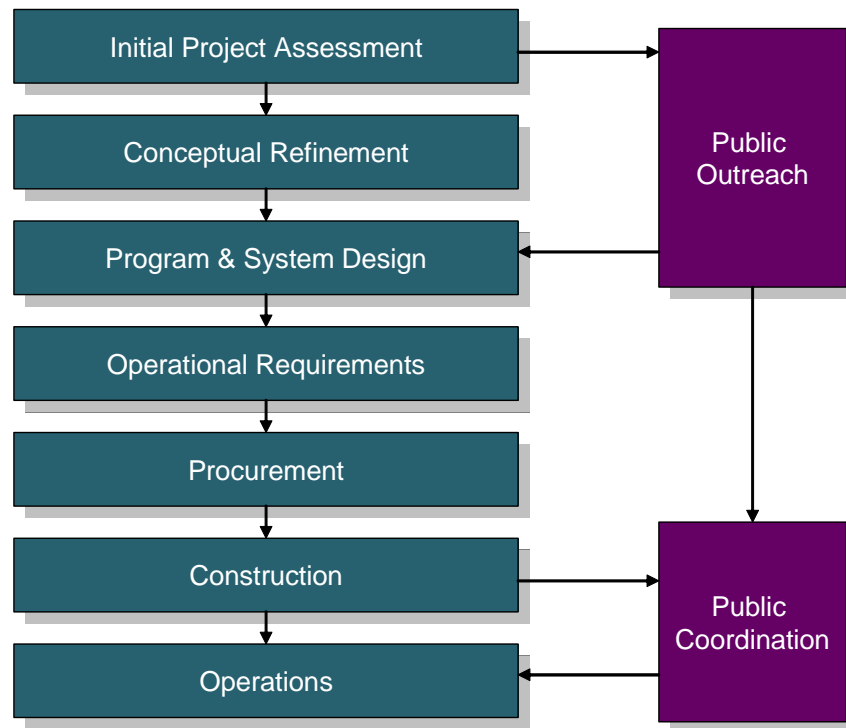 Initial Project Assessment
Conceptual Refinement
Program & System Design
Operational Requirements
Procurement
Construction
Operations
Public
Outreach
Public
Coordination